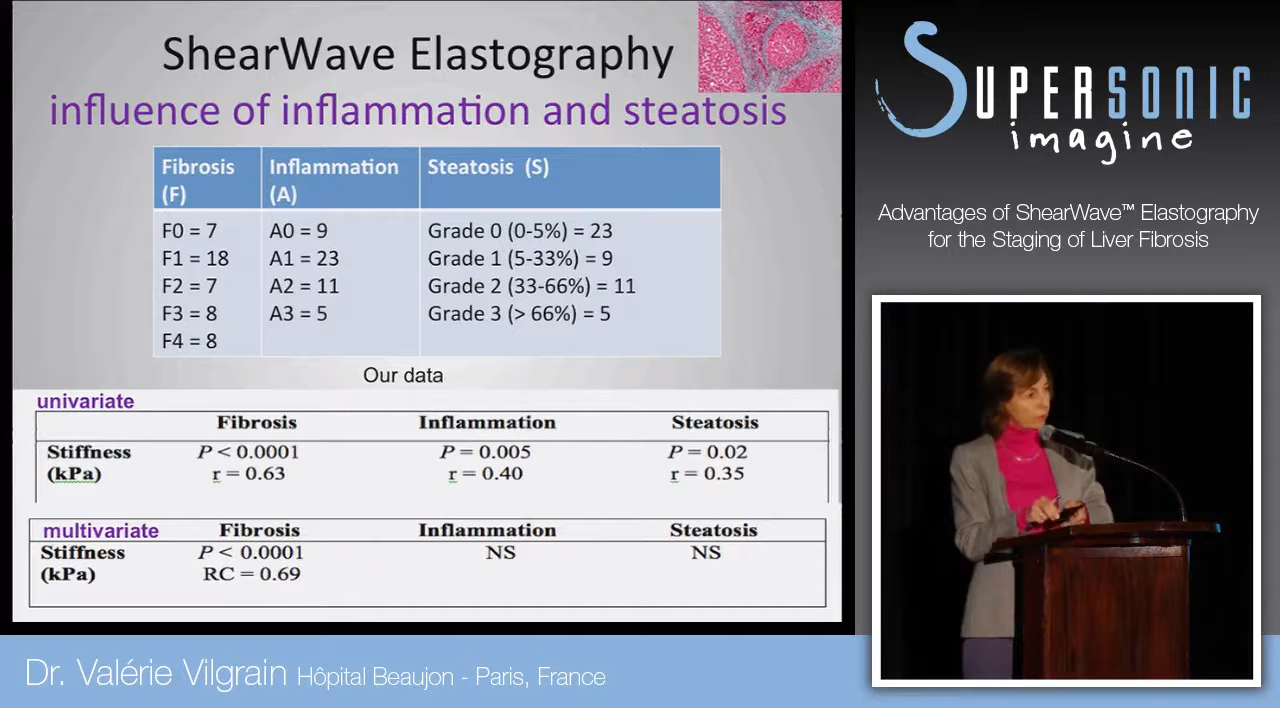 ShearWave Elastography
influence of inflammation and steatosis
Fibrosis (F) Inflammation (A) Steatosis (S)
F0 = 7 A0 = 9 Grade 0 (0-5%) = 23
F1 = 18 A1 = 23 Grade 1 (5-33%) = 9
F2 = 7 A2 = 11 Grade 2 (33-66%) = 11
F3 = 8 A3 = 5 Grade 3 (> 66%) = 5
F4 = 8
Our data
univariate
Fibrosis Inflammation Steatosis
Stiffness P < 0.0001 P = 0.005 P = 0.02
(kPa) r = 0.63 r = 0.40 r = 0.35
multivariate Fibrosis Inflammation Steatosis
Stiffness P < 0.0001 NS NS
(kPa) RC = 0.69
SUPERSONIC
imagine
Advantages of ShearWave™ Elastography
for the Staging of Liver Fibrosis
Dr. Valérie Vilgrain Hôpital Beaujon - Paris, France